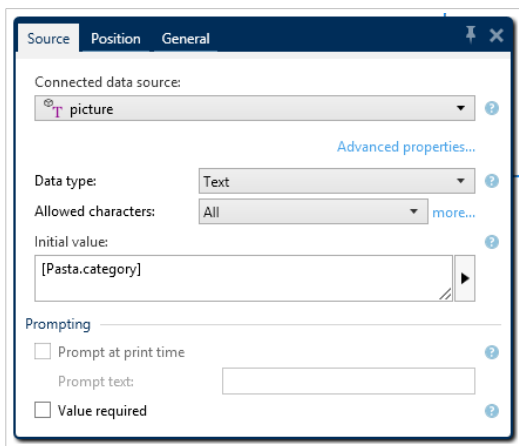 Source Position General
Connected data source:
T picture
Advanced properties...
Data type: Text
Allowed characters: All more...
Initial value:
[Pasta.category]
Prompting
Prompt at print time
Prompt text:
Value required